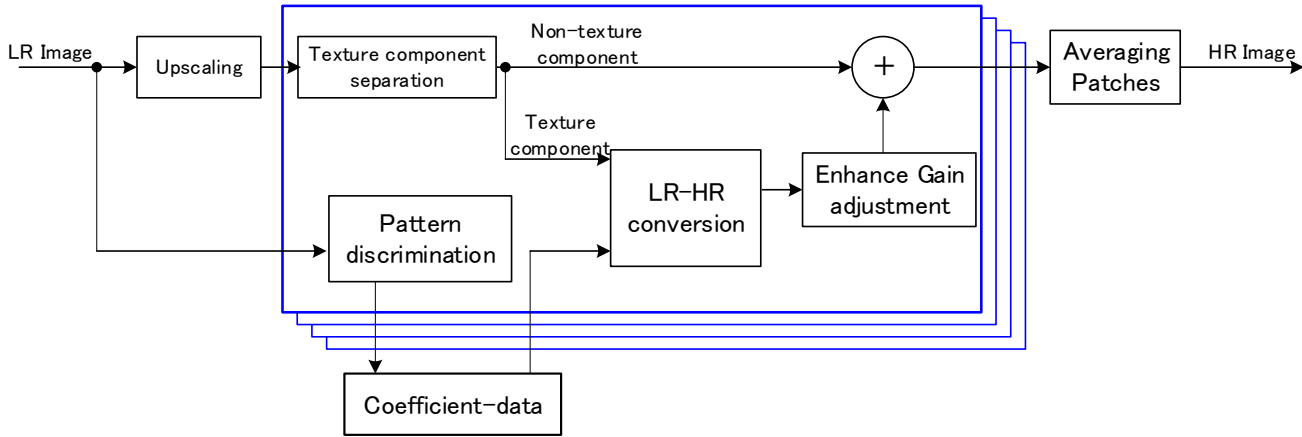 LR Image
Upscaling
Texture component
separation
Non-texture
component
+
Averaging
Patches
HR Image
Texture
component
LR-HR
conversion
Enhance Gain
adjustment
Pattern
discrimination
Coefficient-data